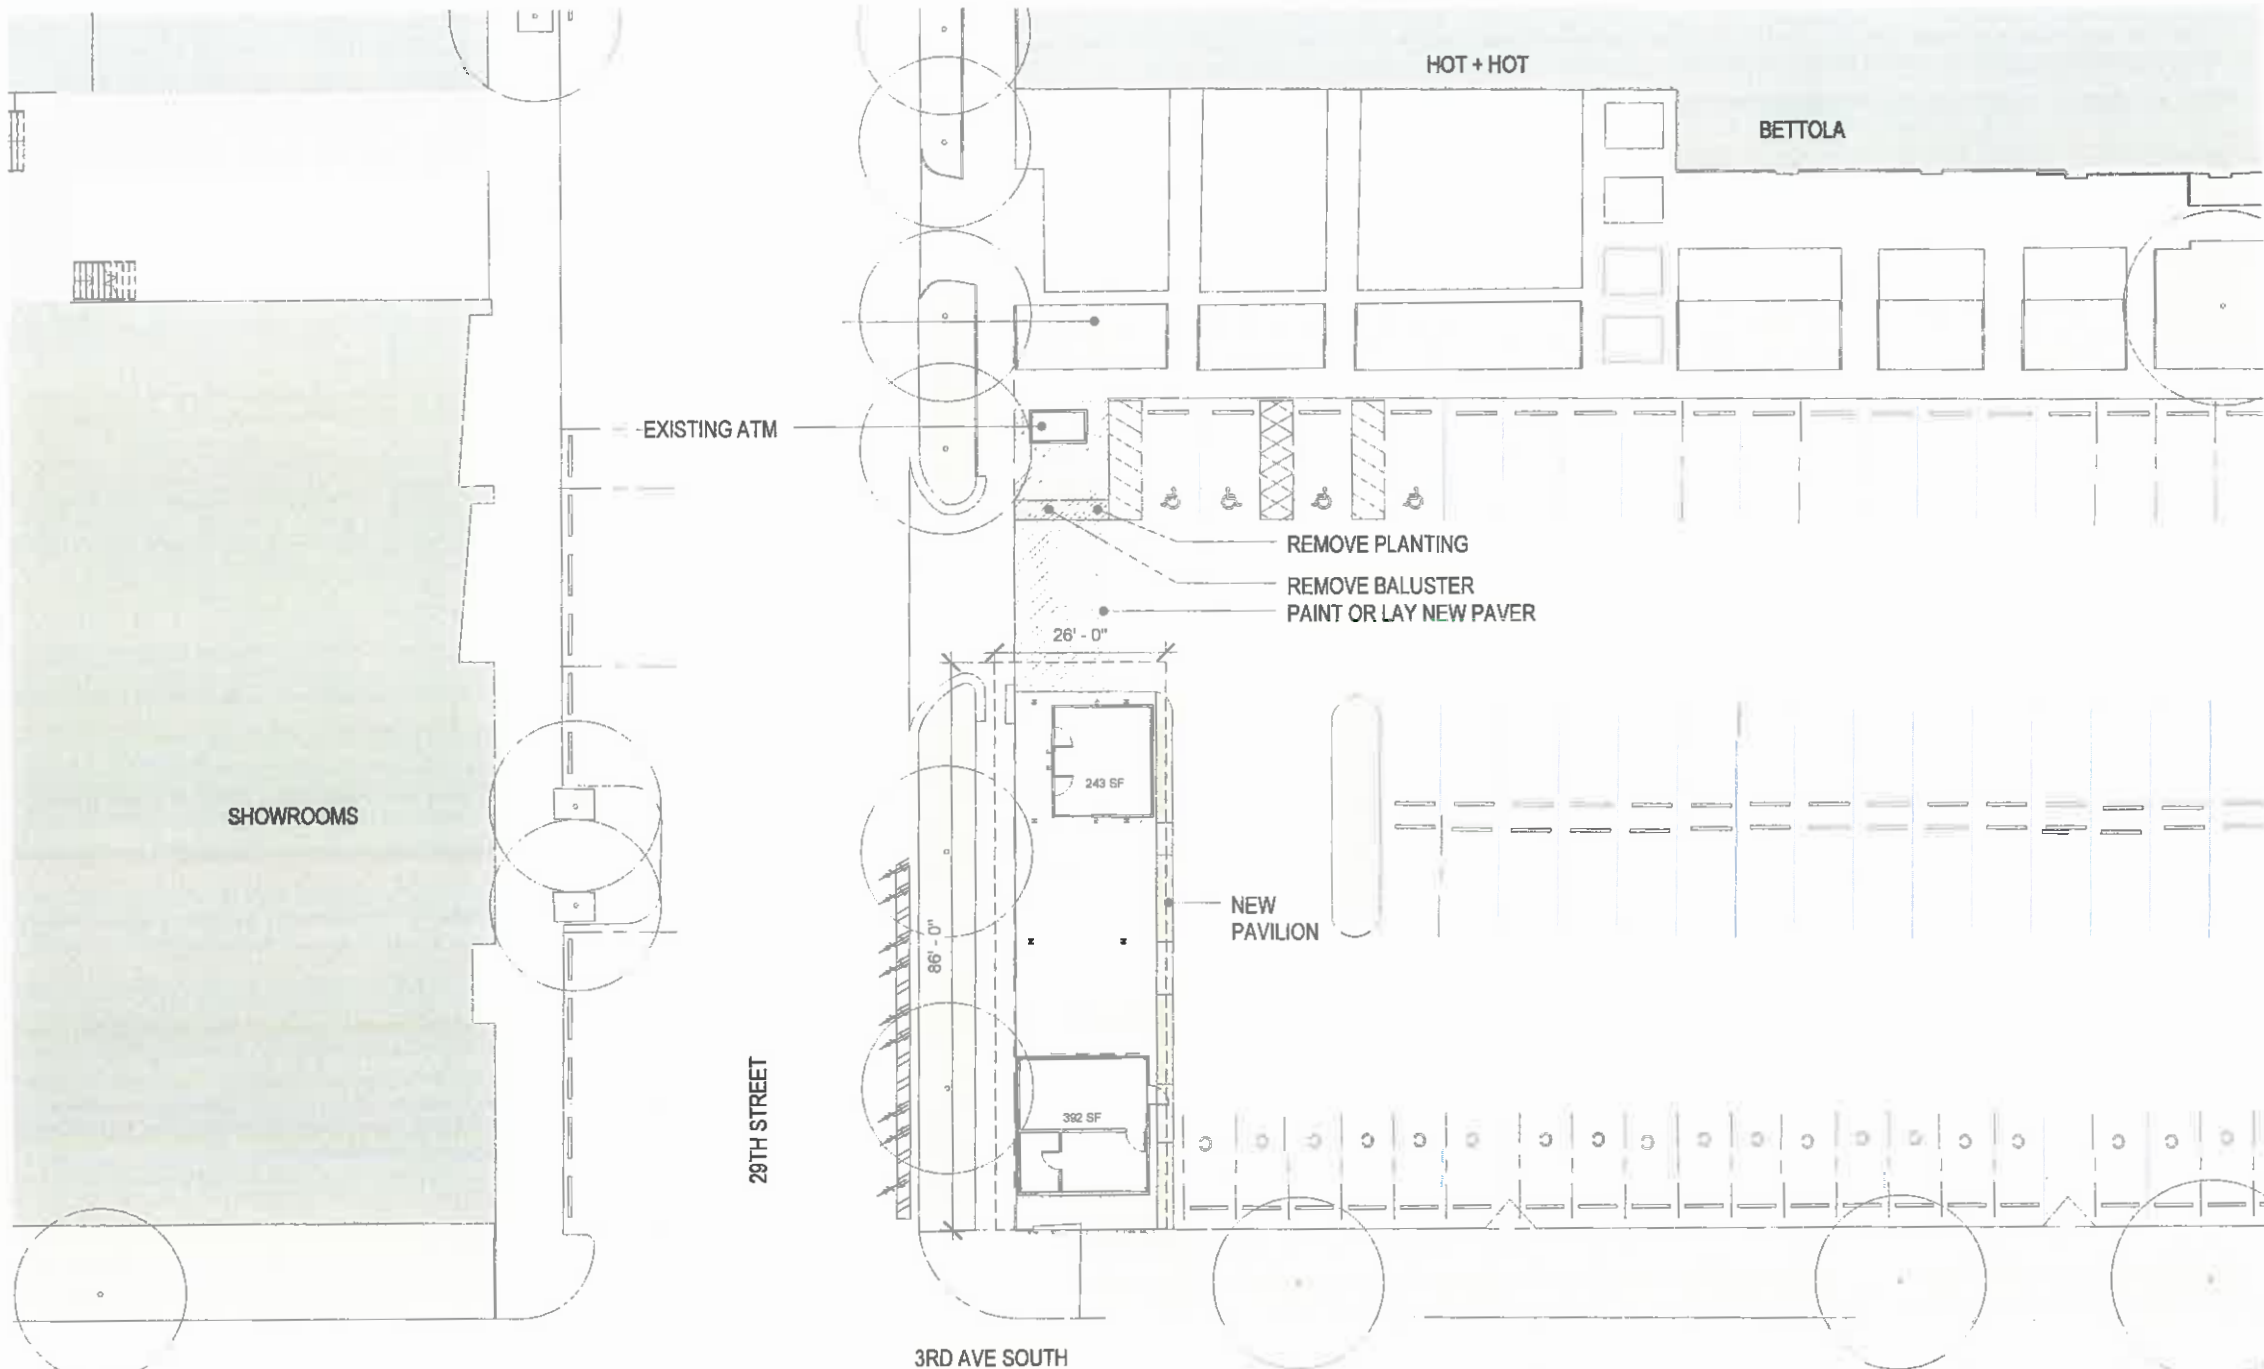 HOT + HOT
BETTOLA
EXISTING ATM
REMOVE PLANTING
REMOVE BALUSTER
PAINT OR LAY NEW PAVER
26' - 0"
243 SF
SHOWROOMS
NEW
PAVILION
86' - 0"
392 SF
29TH STREET
3RD AVE SOUTH